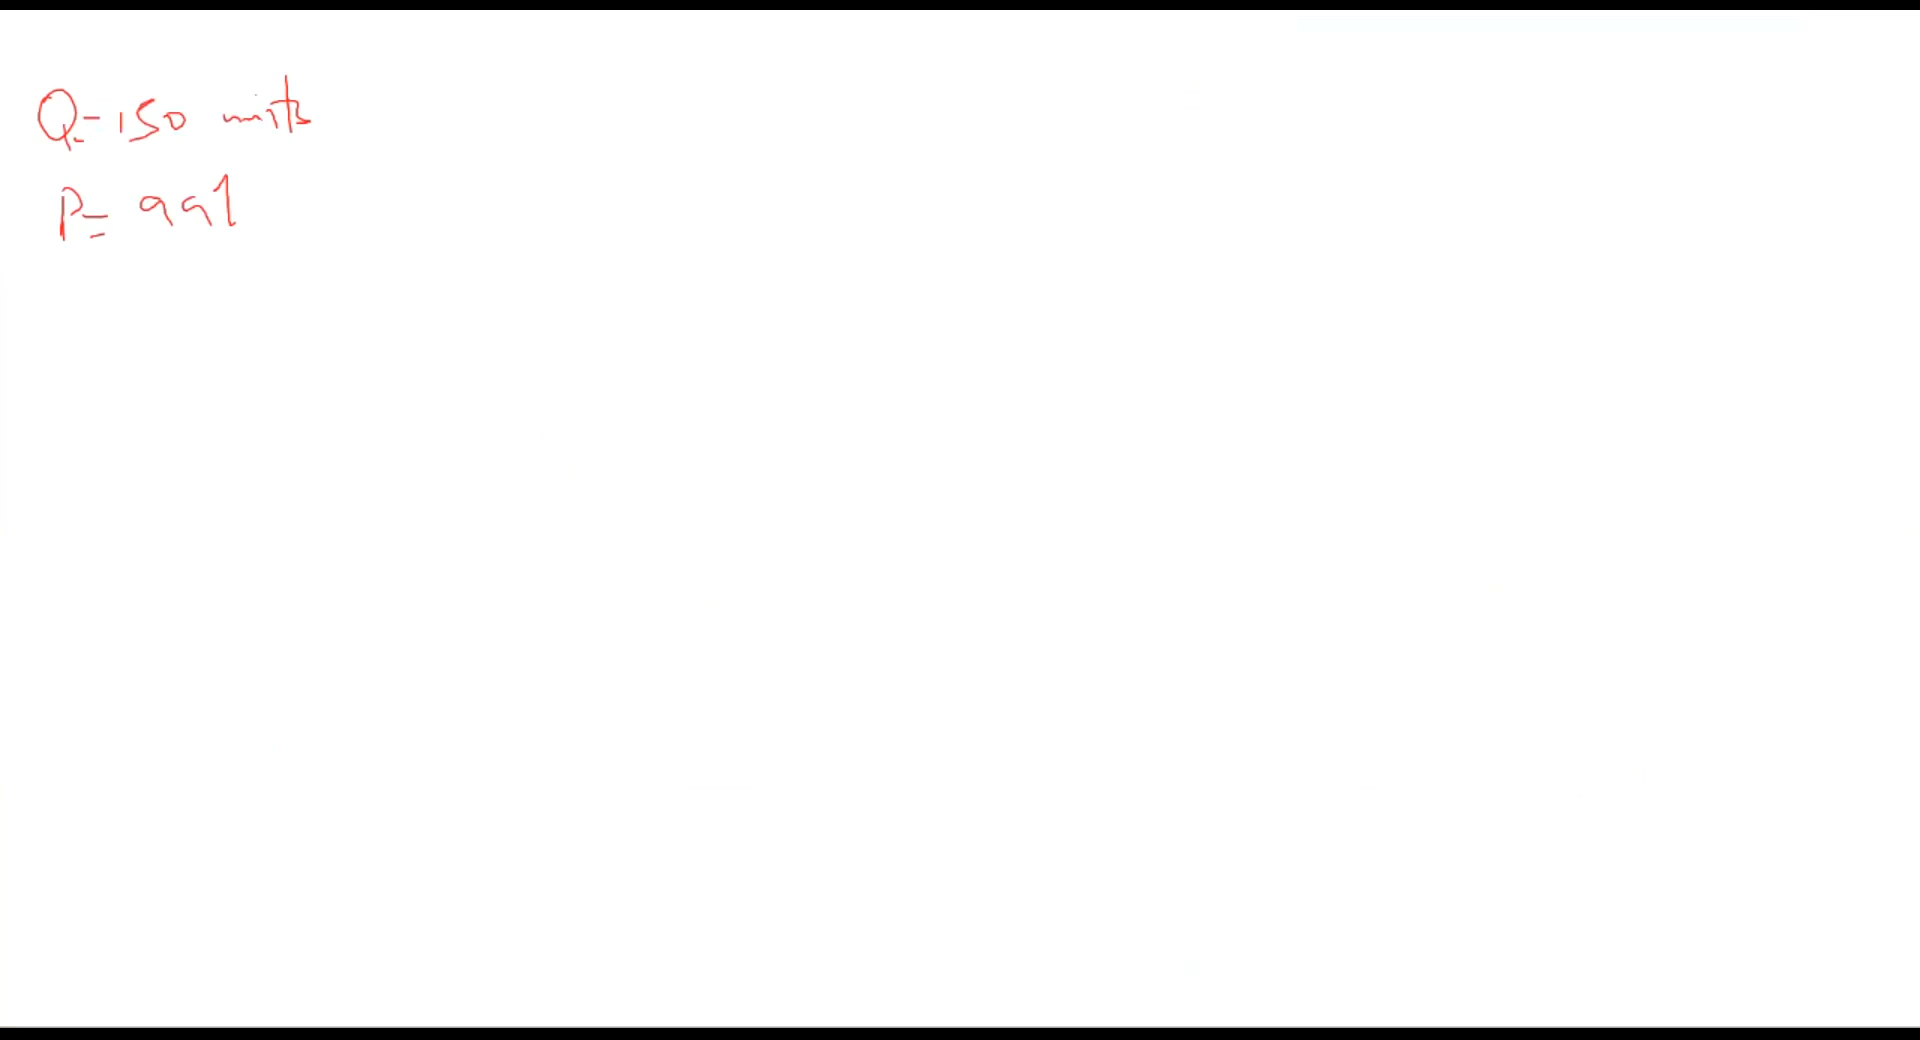 Q = 150 units
P = 991